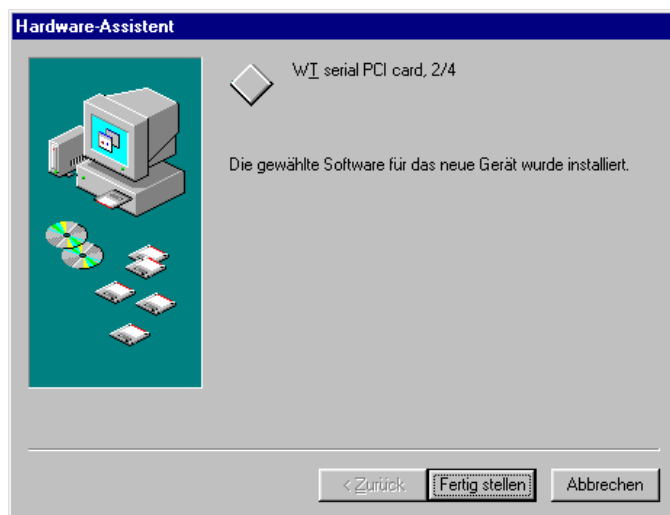 Hardware-Assistent
WT serial PCI card, 2/4
Die gewählte Software für das neue Gerät wurde installiert.
< Zurück
Fertig stellen
Abbrechen